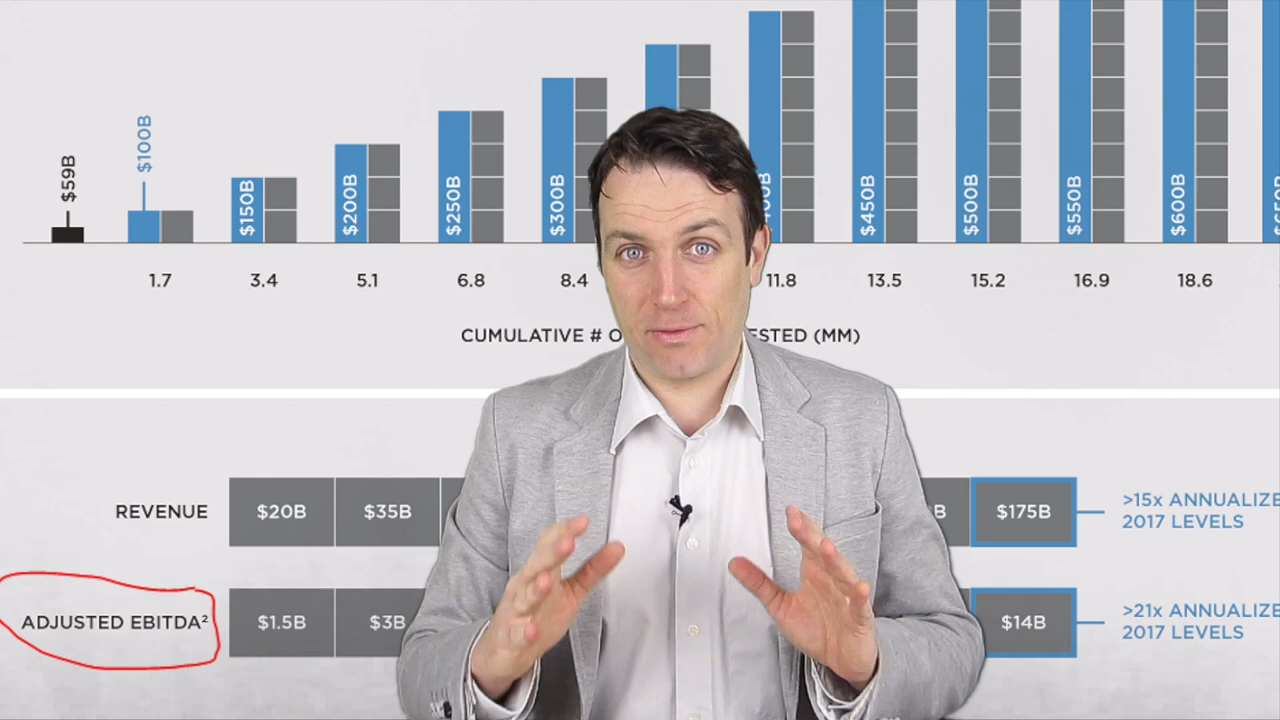 $59B
$100B
$150B
$200B
$250B
$300B
$450B
$500B
$550B
$600B
1.7 3.4 5.1 6.8 8.4 11.8 13.5 15.2 16.9 18.6
CUMULATIVE # O ESTED (MM)
REVENUE $20B $35B B $175B >15x ANNUALIZE
2017 LEVELS
ADJUSTED EBITDA² $1.5B $3B $14B >21x ANNUALIZE
2017 LEVELS